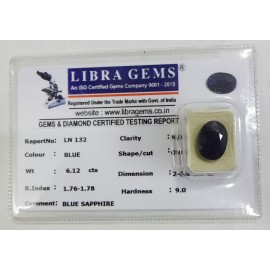 LIBRA GEMS
An ISO Certified Gems Company 9001 - 2015
Registered Under the Trade Marks with Govt. of India
website : www.libragems.co.in
GEMS & DIAMOND CERTIFIED TESTING REPORT
ReportNo: LN 132 Clarity
Colour : BLUE Shape/cut
Wt : 6.12 cts Dimension
R.Index : 1.76-1.78 Hardness : 9.0
Comment: BLUE SAPPHIRE